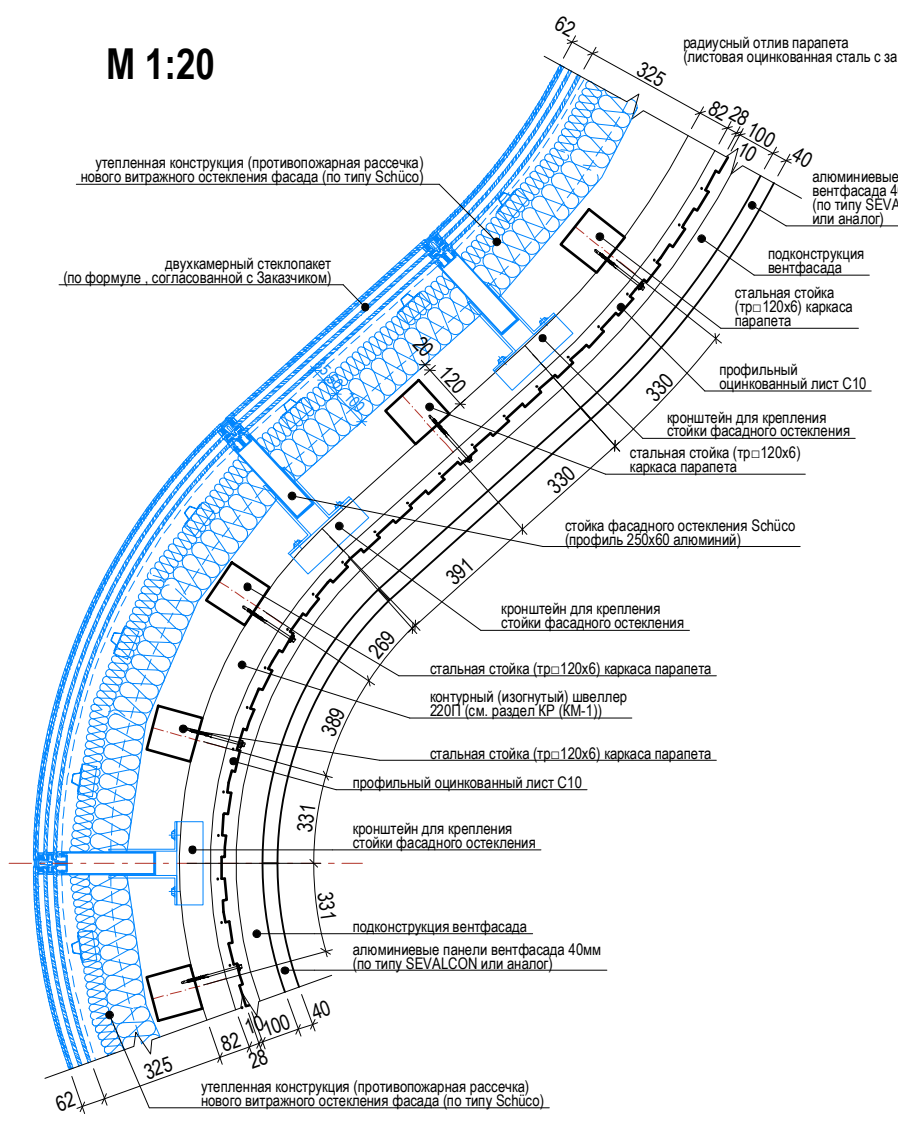 М 1:20
62
325
82
28
10
100
40
радиусный отлив парапета
(листовая оцинкованная сталь с за
утепленная конструкция (противопожарная рассечка)
нового витражного остекления фасада (по типу Schüco)
алюминиевые
вентфасада 4
(по типу SEVA
или аналог)
двухкамерный стеклопакет
(по формуле , согласованной с Заказчиком)
подконструкция
вентфасада
стальная стойка
(тр□120х6) каркаса
парапета
20
120
330
профильный
оцинкованный лист С10
кронштейн для крепления
стойки фасадного остекления
стальная стойка (тр□120х6)
каркаса парапета
330
стойка фасадного остекления Schüco
(профиль 250х60 алюминий)
391
кронштейн для крепления
стойки фасадного остекления
269
стальная стойка (тр□120х6) каркаса парапета
контурный (изогнутый) швеллер
220П (см. раздел КР (КМ-1))
389
стальная стойка (тр□120х6) каркаса парапета
профильный оцинкованный лист С10
331
кронштейн для крепления
стойки фасадного остекления
331
подконструкция вентфасада
алюминиевые панели вентфасада 40мм
(по типу SEVALCON или аналог)
62
325
82
10
28
100
40
утепленная конструкция (противопожарная рассечка)
нового витражного остекления фасада (по типу Schüco)